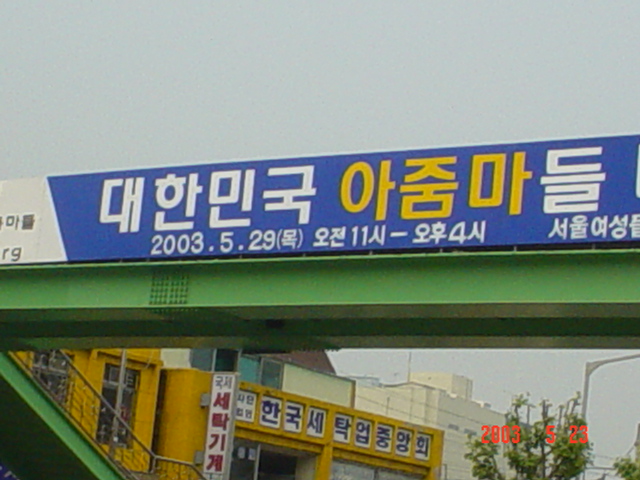 대한민국 아줌마들
2003.5.29(목) 오전 11시 - 오후 4시
서울여성
마들
rg
국제
세탁기계
사단
법인
한국세탁업중앙회
2003 5 23